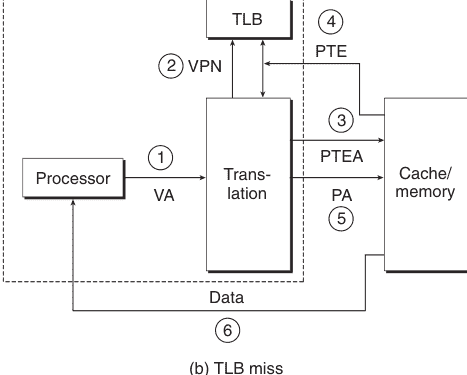 TLB
4
PTE
2 VPN
3
PTEA
1
Processor
VA
Trans-
lation
PA
5
Cache/
memory
Data
6
(b) TLB miss